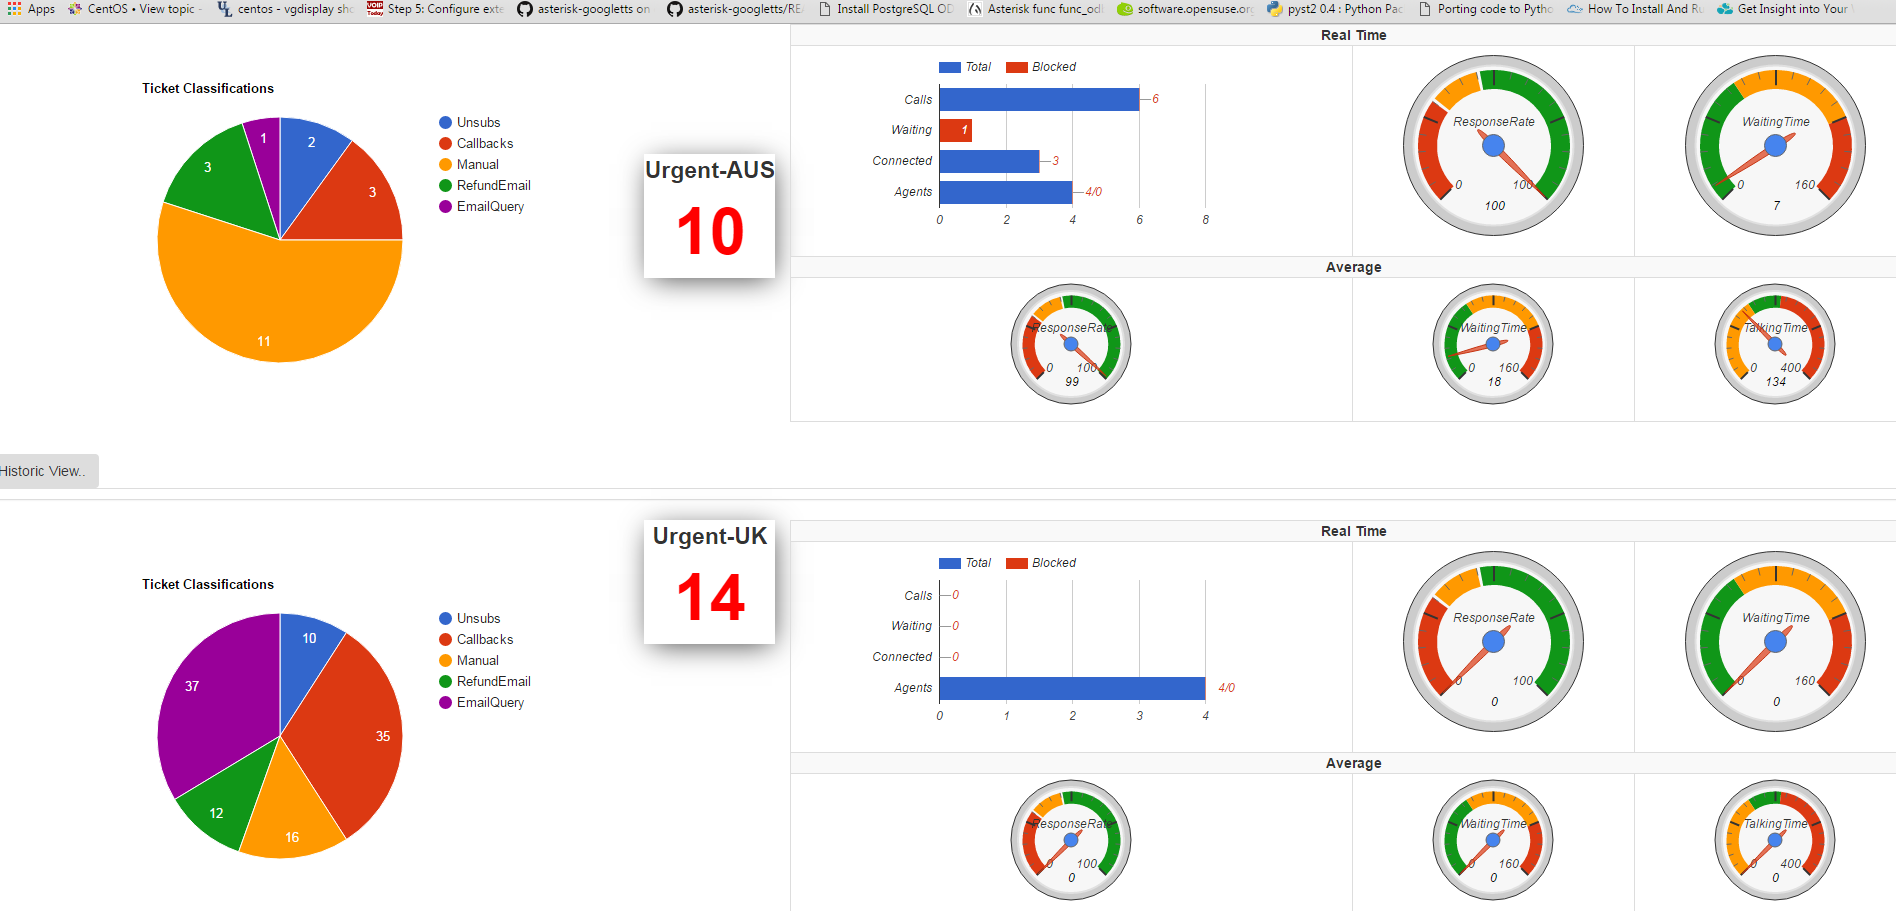 Apps CentOS • View topic - centos - vgdisplay sho Step 5: Configure exte asterisk-googletts on asterisk-googletts/REA Install PostgreSQL OD Asterisk func func_od software.opensuse.org pyst2 0.4 : Python Pac Porting code to Pytho How To Install And Ru Get Insight into Your
Real Time
Ticket Classifications
Unsubs
Callbacks
Manual
RefundEmail
EmailQuery
1
2
3
3
11
Urgent-AUS
10
Total Blocked
Calls 6
Waiting 1
Connected 3
Agents 4/0
0 2 4 6 8
ResponseRate
0 100
100
WaitingTime
0 160
7
Average
ResponseRate
0 100
99
WaitingTime
0 160
18
TalkingTime
0 400
134
Historic View..
Real Time
Ticket Classifications
Unsubs
Callbacks
Manual
RefundEmail
EmailQuery
10
37
35
12
16
Urgent-UK
14
Total Blocked
Calls 0
Waiting 0
Connected 0
Agents 4/0
0 1 2 3 4
ResponseRate
0 100
0
WaitingTime
0 160
0
Average
ResponseRate
0 100
0
WaitingTime
0 160
0
TalkingTime
0 400
0